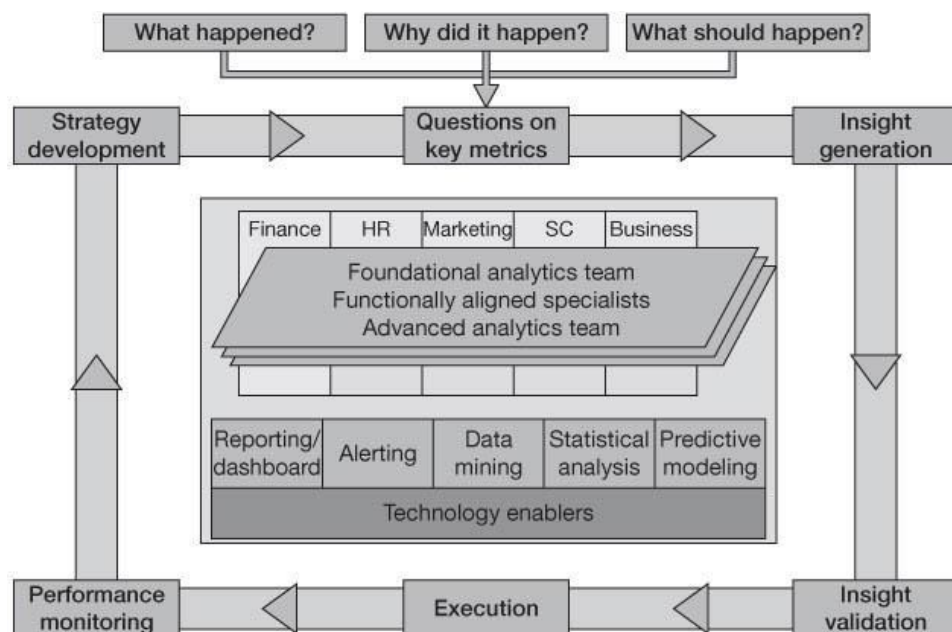 What happened?
Why did it happen?
What should happen?
Strategy
development
Questions on
key metrics
Insight
generation
Finance
HR
Marketing
SC
Business
Foundational analytics team
Functionally aligned specialists
Advanced analytics team
Reporting/
dashboard
Alerting
Data
mining
Statistical
analysis
Predictive
modeling
Technology enablers
Performance
monitoring
Execution
Insight
validation